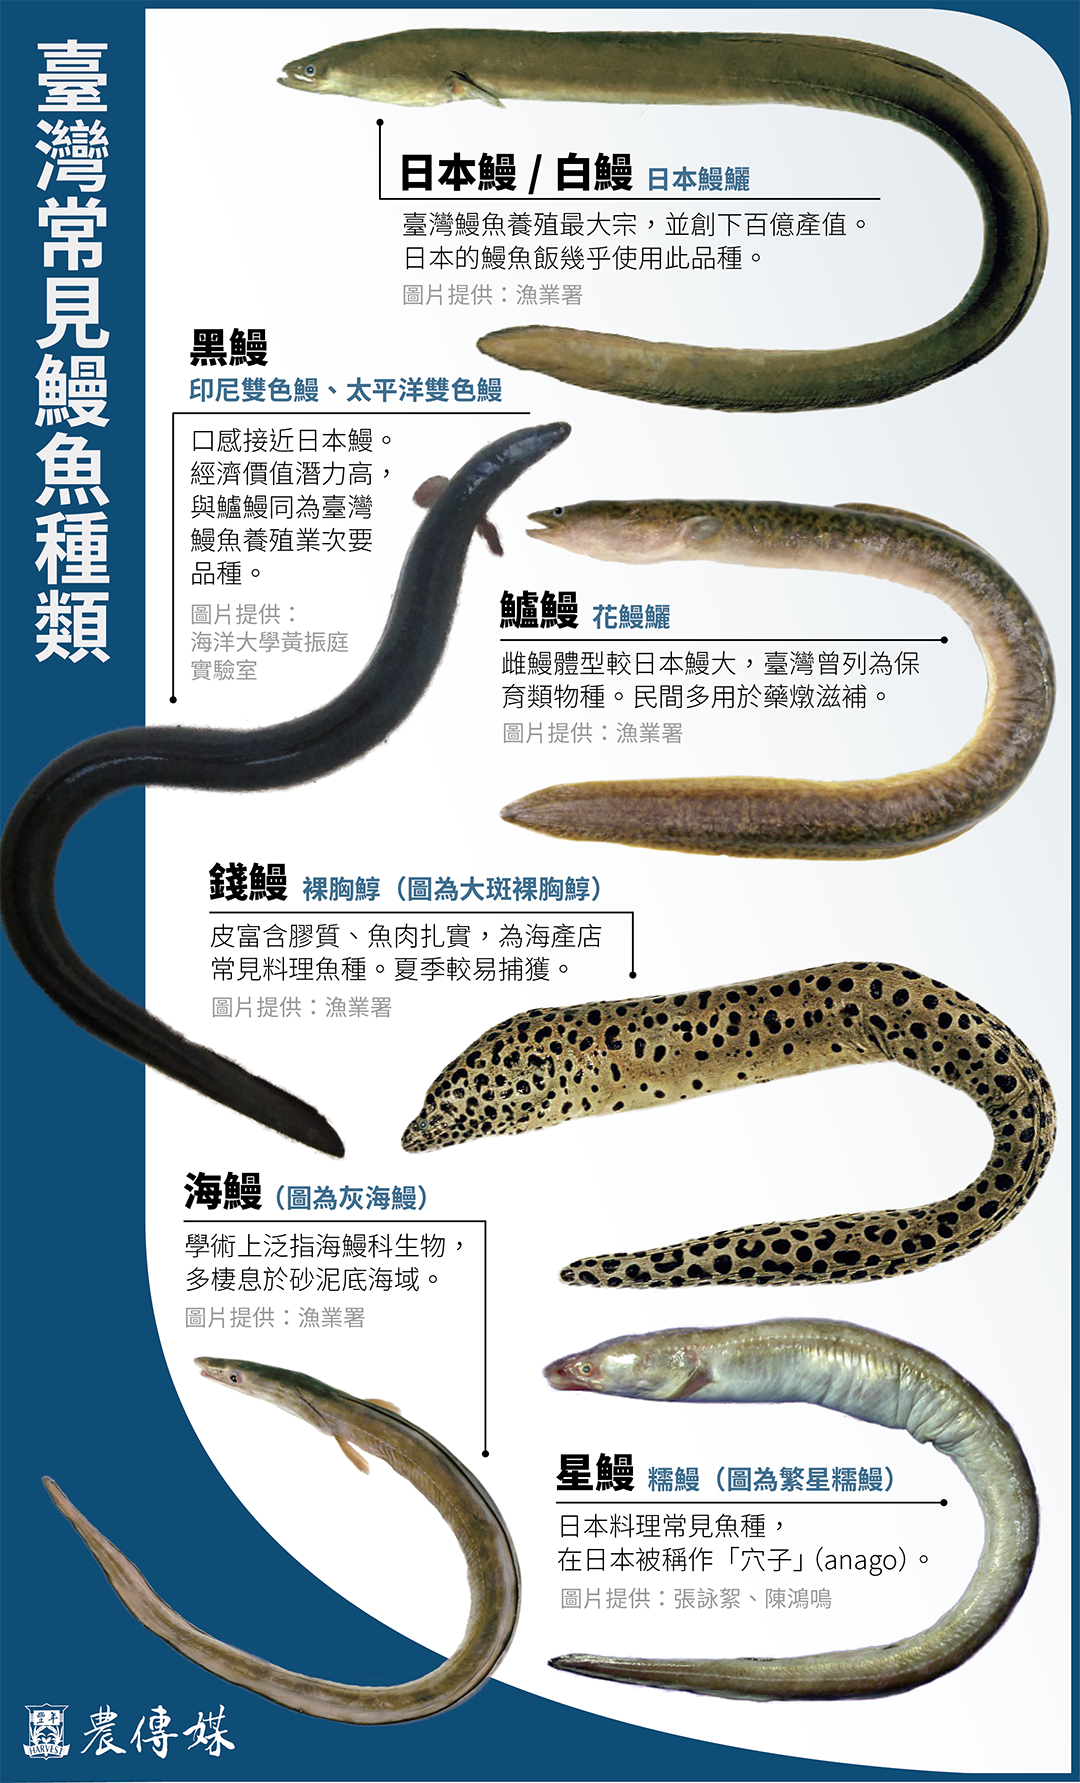 臺灣常見鰻魚種類
日本鰻 / 白鰻 日本鰻鱺
臺灣鰻魚養殖最大宗，並創下百億產值。
日本的鰻魚飯幾乎使用此品種。
圖片提供：漁業署
黑鰻
印尼雙色鰻、太平洋雙色鰻
口感接近日本鰻。
經濟價值潛力高，
與鱸鰻同為臺灣
鰻魚養殖業次要
品種。
圖片提供：
海洋大學黃振庭
實驗室
鱸鰻 花鰻鱺
雌鰻體型較日本鰻大，臺灣曾列為保
育類物種。民間多用於藥燉滋補。
圖片提供：漁業署
錢鰻 裸胸鯙（圖為大斑裸胸鯙）
皮富含膠質、魚肉扎實，為海產店
常見料理魚種。夏季較易捕獲。
圖片提供：漁業署
海鰻（圖為灰海鰻）
學術上泛指海鰻科生物，
多棲息於砂泥底海域。
圖片提供：漁業署
星鰻 糯鰻（圖為繁星糯鰻）
日本料理常見魚種，
在日本被稱作「穴子」（anago）。
圖片提供：張詠絮、陳鴻鳴
豐年
HARVEST
農傳媒